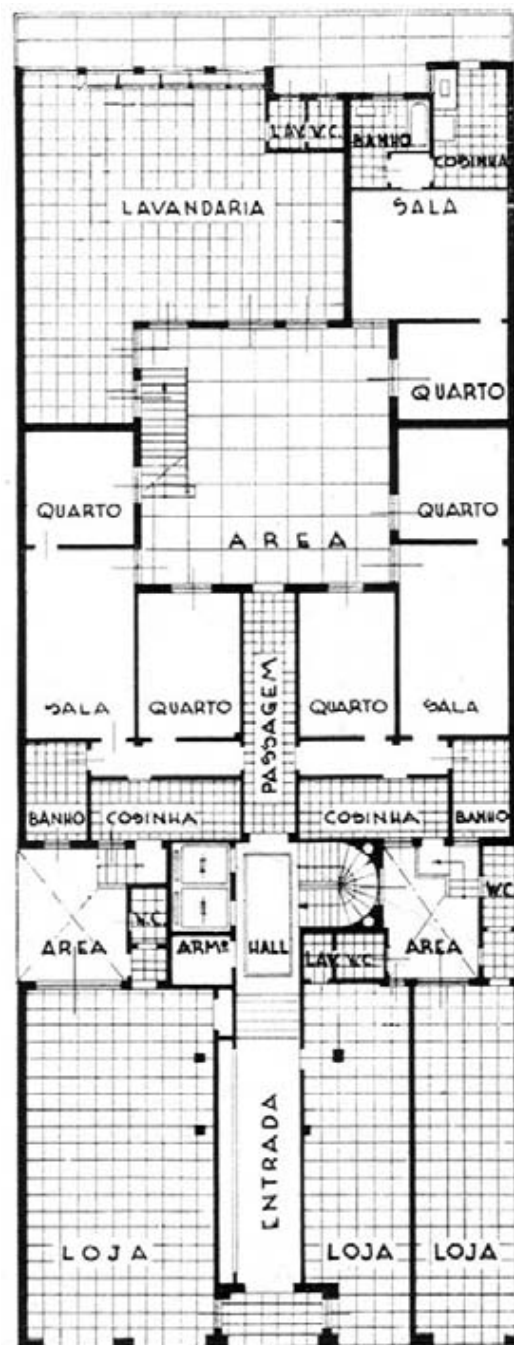 LAV. W.C.
BANHO
COSINHA
LAVANDARIA
SALA
QUARTO
QUARTO
QUARTO
AREA
PASSAGEM
SALA
QUARTO
QUARTO
SALA
BANHO
COSINHA
COSINHA
BANHO
W.C.
W.C.
AREA
ARMº
HALL
LAV.
W.C.
AREA
ENTRADA
LOJA
LOJA
LOJA